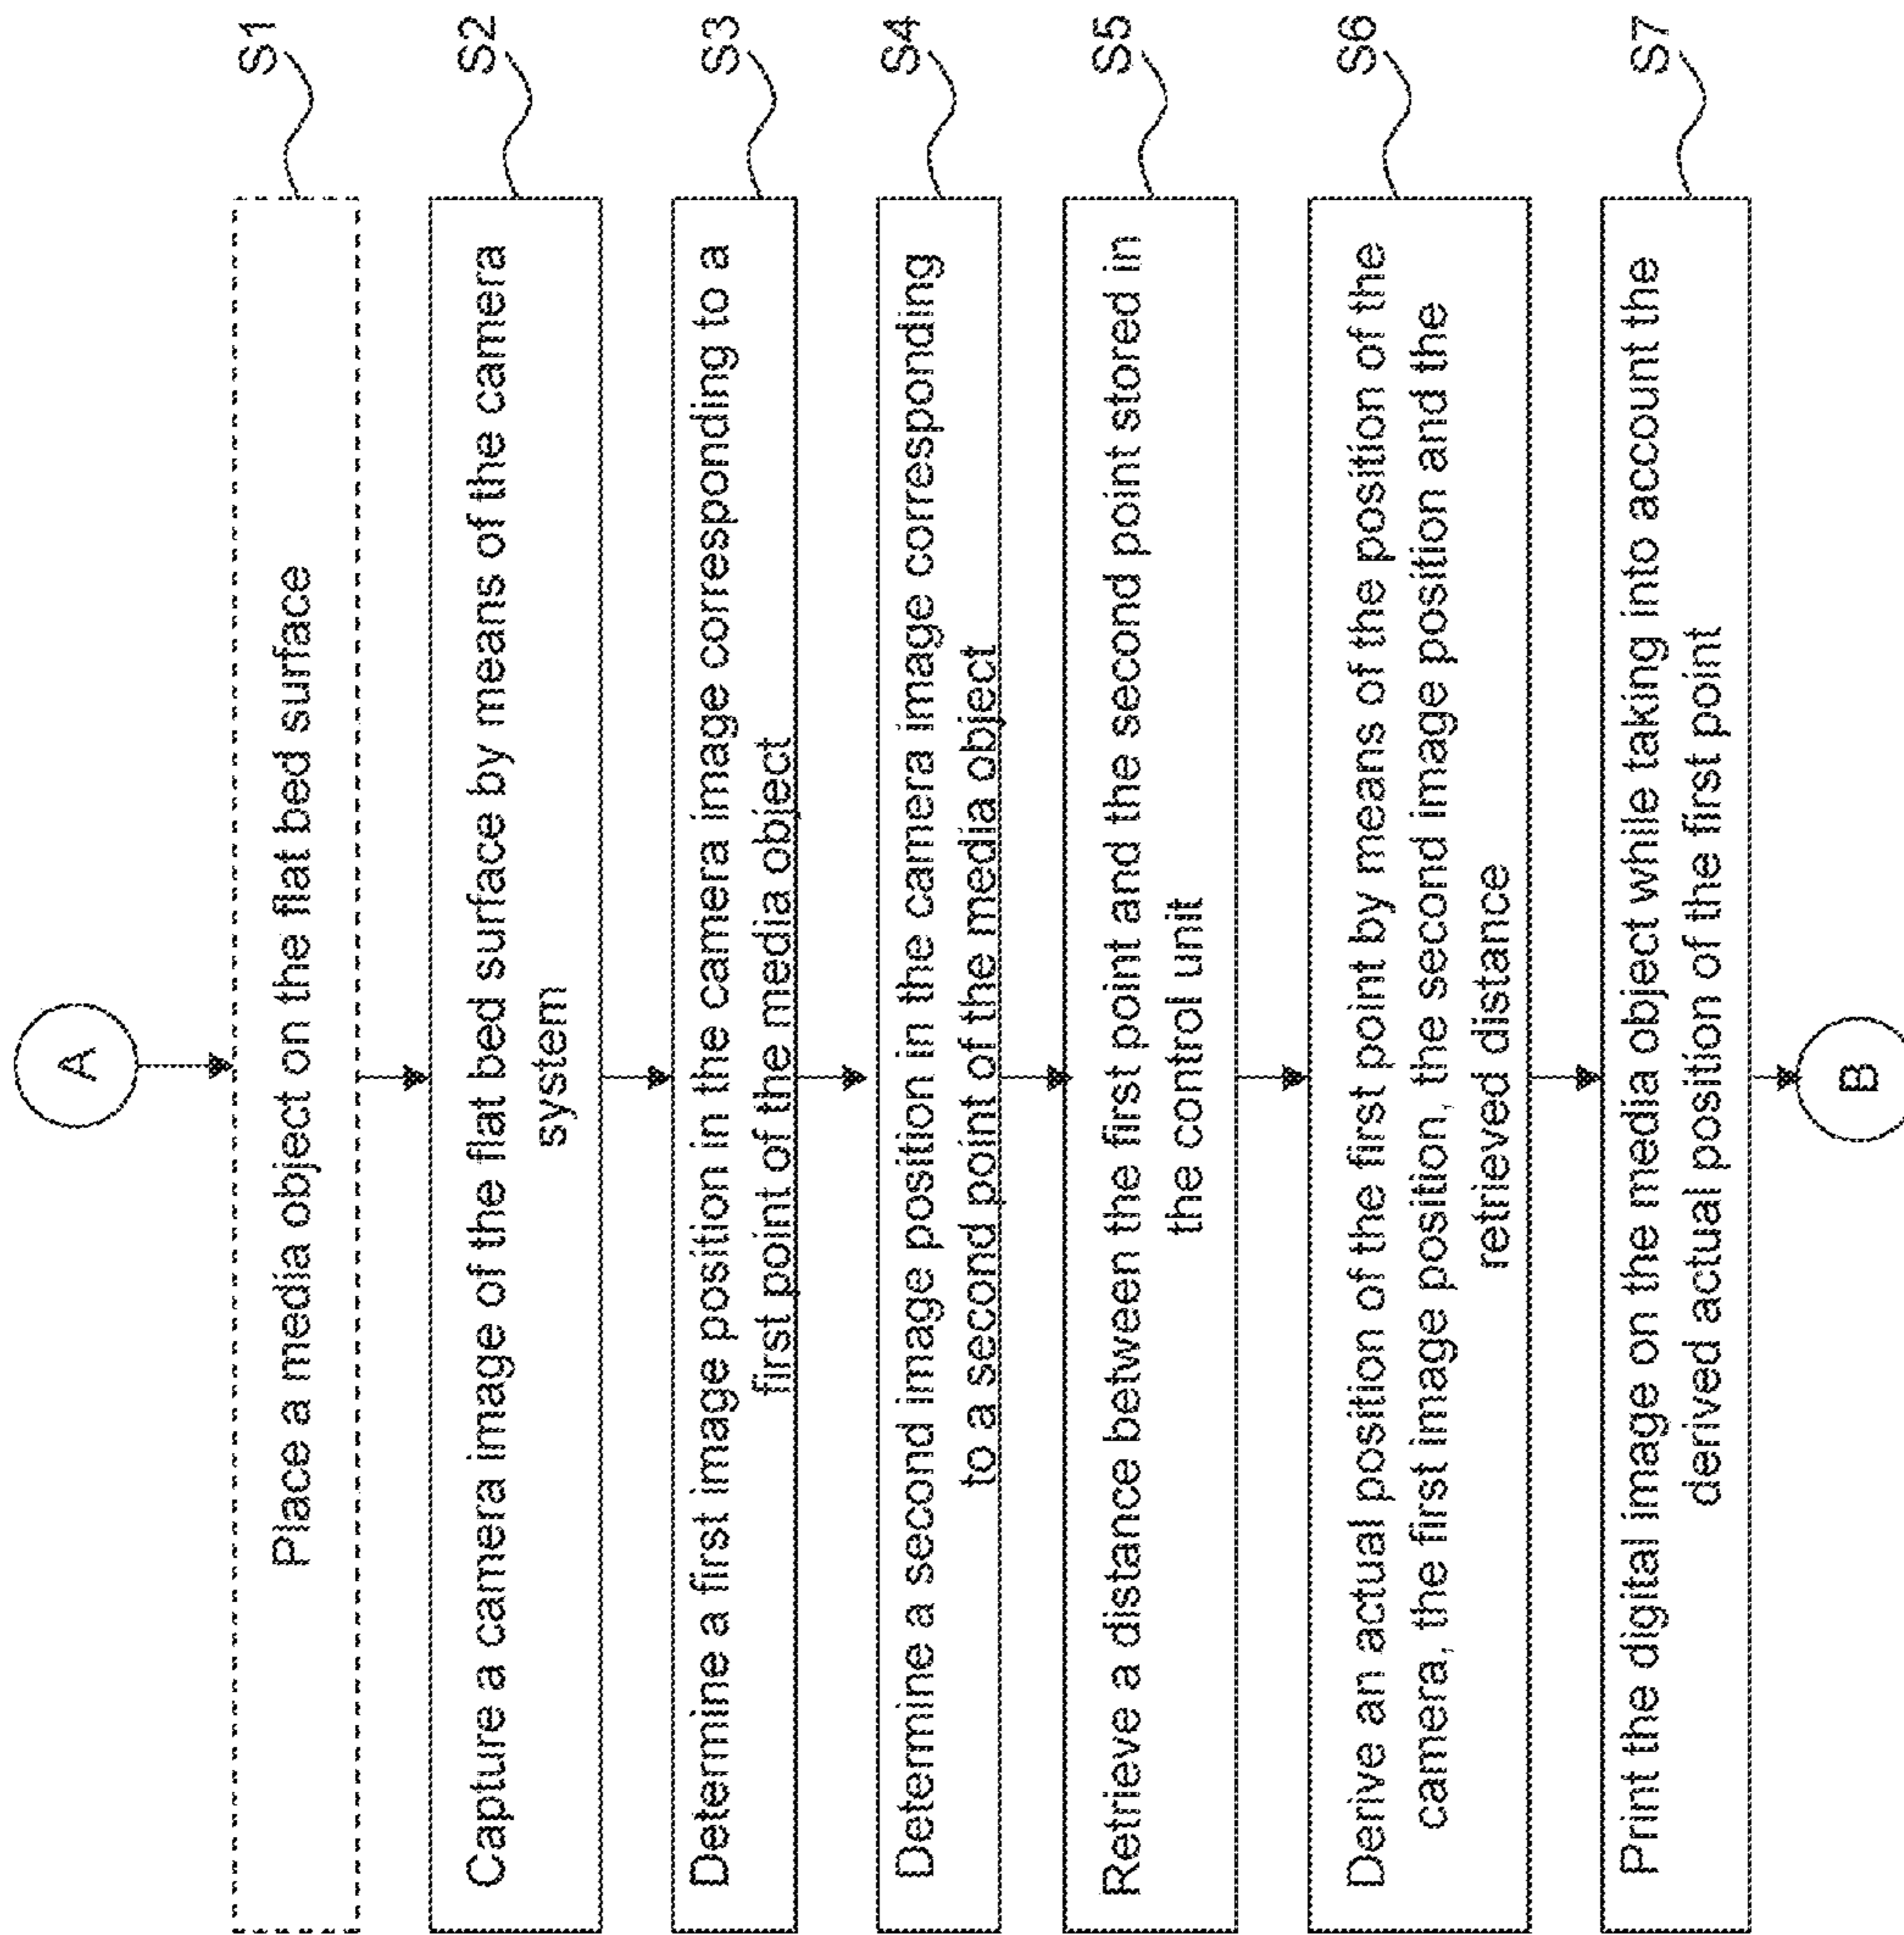 A
S1
Place a media object on the flat bed surface
S2
Capture a camera image of the flat bed surface by means of the camera
system
S3
Determine a first image position in the camera image corresponding to a
first point of the media object
S4
Determine a second image position in the camera image corresponding
to a second point of the media object
S5
Retrieve a distance between the first point and the second point stored in
the control unit
S6
Derive an actual position of the first point by means of the position of the
camera, the first image position, the second image position and the
retrieved distance
S7
Print the digital image on the media object while taking into account the
derived actual position of the first point
B